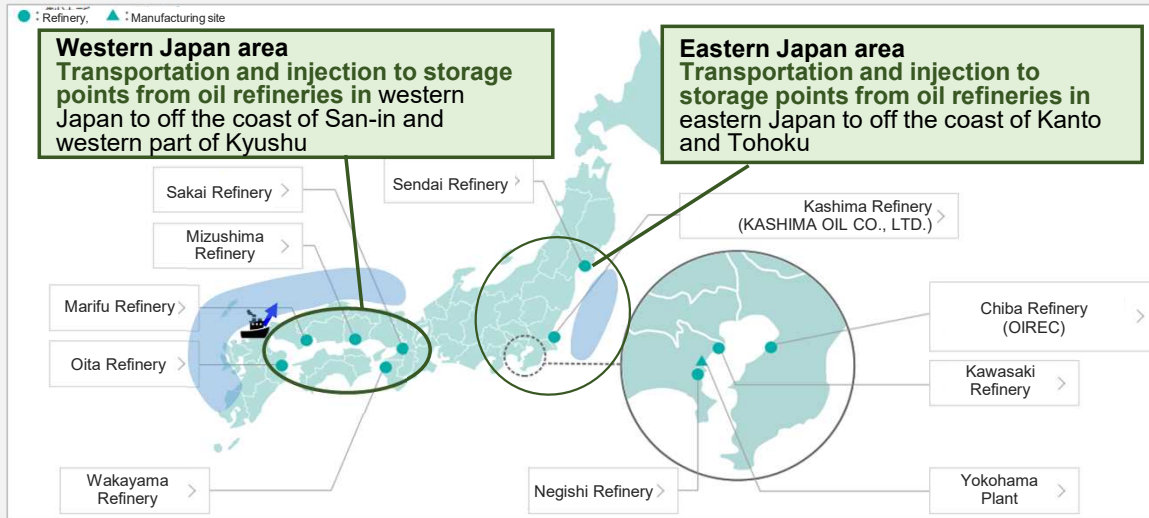 : Refinery, : Manufacturing site
Western Japan area
Transportation and injection to storage
points from oil refineries in western
Japan to off the coast of San-in and
western part of Kyushu
Eastern Japan area
Transportation and injection to
storage points from oil refineries in
eastern Japan to off the coast of Kanto
and Tohoku
Sakai Refinery
Sendai Refinery
Kashima Refinery
(KASHIMA OIL CO., LTD.)
Mizushima
Refinery
Marifu Refinery
Chiba Refinery
(OIREC)
Oita Refinery
Kawasaki
Refinery
Wakayama
Refinery
Negishi Refinery
Yokohama
Plant